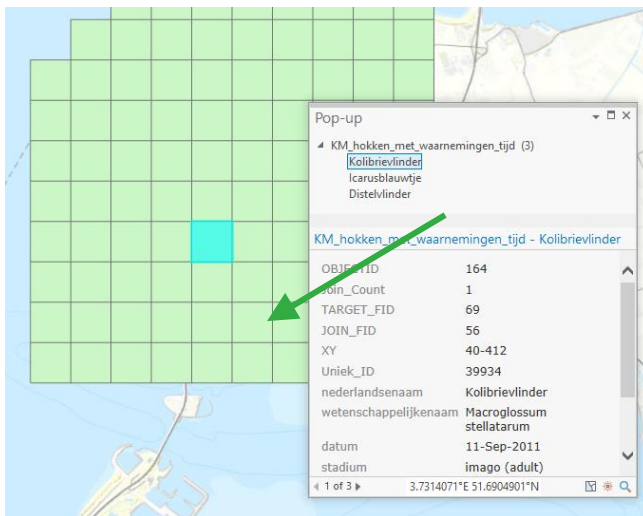 Pop-up
KM_hokken_met_waarnemingen_tijd (3)
Kolibrievlinder
Icarusblauwtje
Distelvlinder
KM_hokken_met_waarnemingen_tijd - Kolibrievlinder
OBJECTID 164
Join_Count 1
TARGET_FID 69
JOIN_FID 56
XY 40-412
Uniek_ID 39934
nederlandsenaam Kolibrievlinder
wetenschappelijkenaam Macroglossum
stellatarum
datum 11-Sep-2011
stadium imago (adult)
1 of 3 3.7314071°E 51.6904901°N